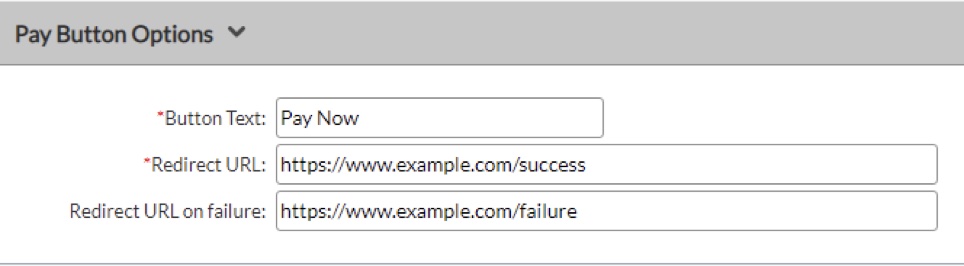 Pay Button Options
*Button Text: Pay Now
*Redirect URL: https://www.example.com/success
Redirect URL on failure: https://www.example.com/failure